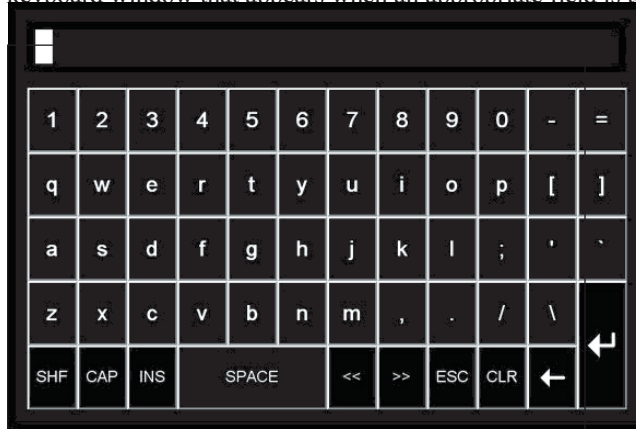 1 2 3 4 5 6 7 8 9 0 - =
q w e r t y u i o p [ ]
a s d f g h j k l ; ' `
z x c v b n m , . / \
SHF CAP INS SPACE << >> ESC CLR